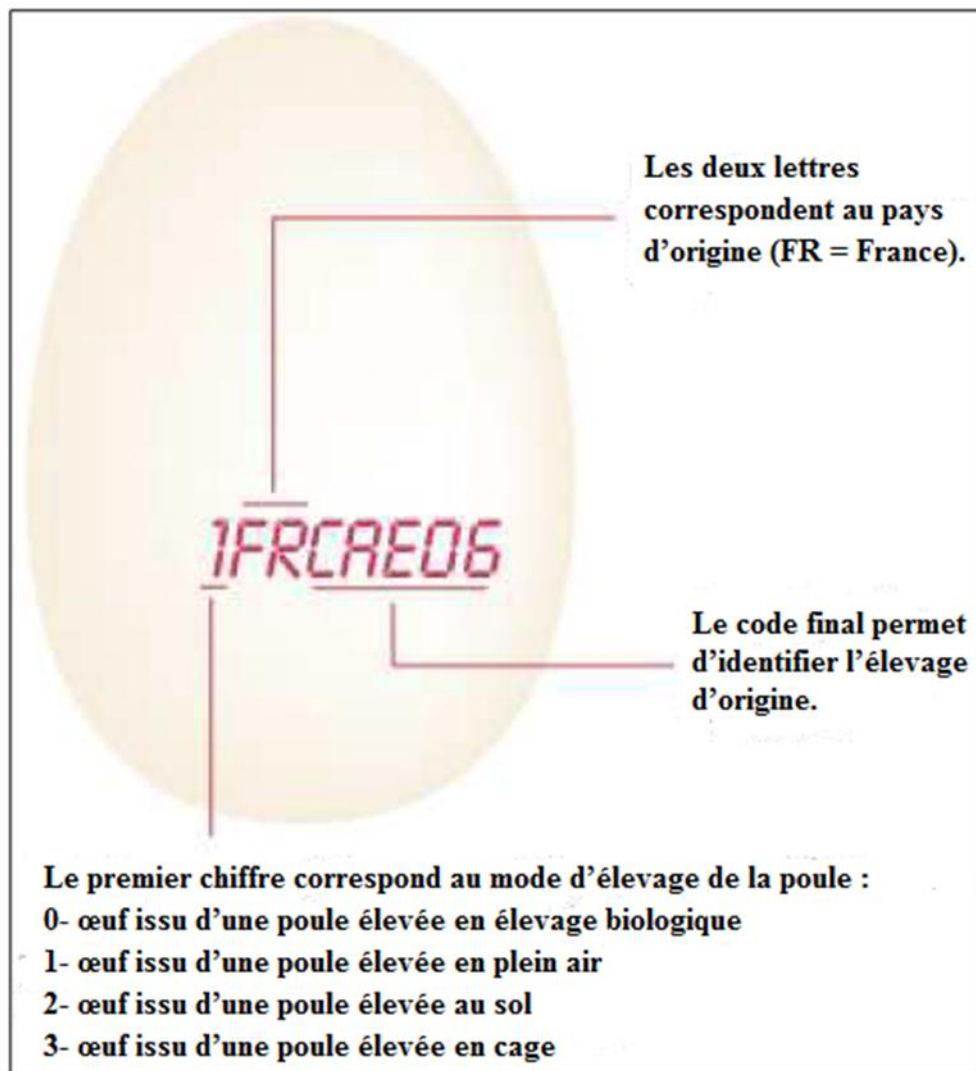 Les deux lettres
correspondent au pays
d’origine (FR = France).
1FRCAE06
Le code final permet
d’identifier l’élevage
d’origine.
Le premier chiffre correspond au mode d’élevage de la poule :
0- œuf issu d’une poule élevée en élevage biologique
1- œuf issu d’une poule élevée en plein air
2- œuf issu d’une poule élevée au sol
3- œuf issu d’une poule élevée en cage